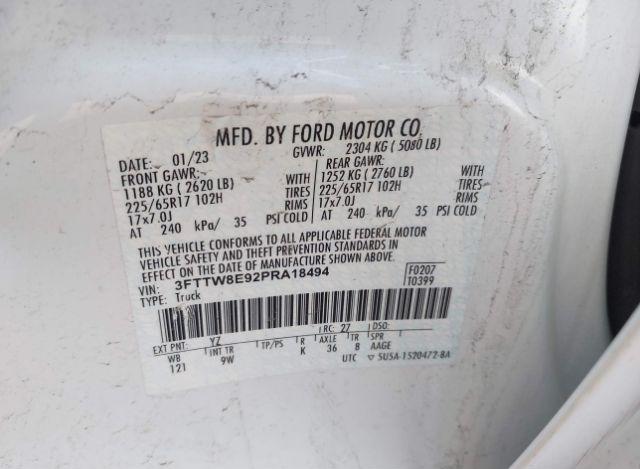 MFD. BY FORD MOTOR CO.
DATE: 01/23 GVWR: 2304 KG ( 5080 LB)
FRONT GAWR: REAR GAWR:
1188 KG ( 2620 LB) WITH 1252 KG ( 2760 LB) WITH
225/65R17 102H TIRES 225/65R17 102H TIRES
17x7.0J RIMS 17x7.0J RIMS
AT 240 kPa/ 35 PSI COLD AT 240 kPa/ 35 PSI COLD
THIS VEHICLE CONFORMS TO ALL APPLICABLE FEDERAL MOTOR
VEHICLE SAFETY AND THEFT PREVENTION STANDARDS IN
EFFECT ON THE DATE OF MANUFACTURE SHOWN ABOVE.
VIN: 3FTTW8E92PRA18494 F0207
TYPE: Truck T0399
EXT PNT: YZ RC: 27 DSO:
WB INT TR TP/PS R AXLE TR SPR
121 9W K 36 8 AAGE
UTC 5U5A-1520472-8A